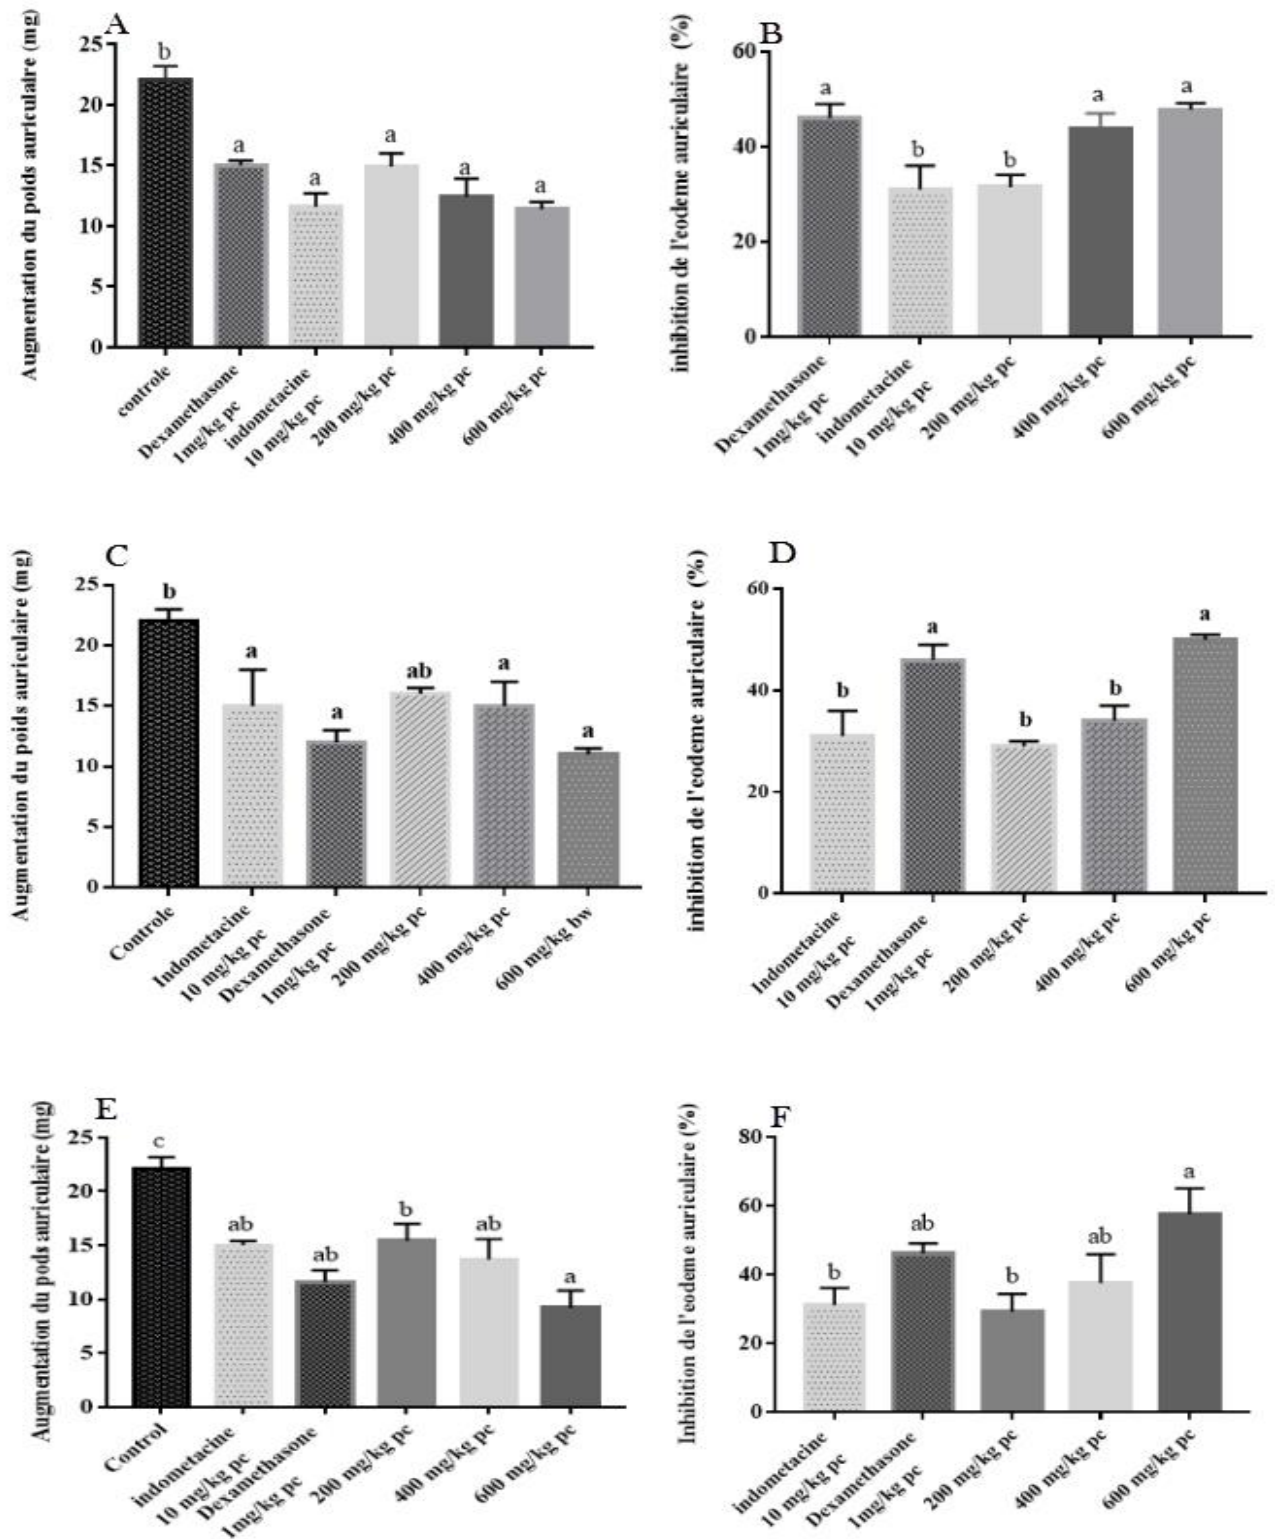 A
Augmentation du poids auriculaire (mg)
25
20
15
10
5
0
b
a
a
a
a
a
controle
Dexamethasone
1mg/kg pc
indometacine
10 mg/kg pc
200 mg/kg pc
400 mg/kg pc
600 mg/kg pc
B
inhibition de l'eodeme auriculaire (%)
60
40
20
0
a
b
b
a
a
Dexamethasone
1mg/kg pc
indometacine
10 mg/kg pc
200 mg/kg pc
400 mg/kg pc
600 mg/kg pc
C
Augmentation du poids auriculaire (mg)
25
20
15
10
5
0
b
a
a
ab
a
a
Controle
Indometacine
10 mg/kg pc
Dexamethasone
1mg/kg pc
200 mg/kg pc
400 mg/kg pc
600 mg/kg bw
D
inhibition de l'eodeme auriculaire (%)
60
40
20
0
b
a
b
b
a
Indometacine
10 mg/kg pc
Dexamethasone
1mg/kg pc
200 mg/kg pc
400 mg/kg pc
600 mg/kg pc
E
Augmentation du pods auriculaire (mg)
25
20
15
10
5
0
c
ab
ab
b
ab
a
Control
indometacine
10 mg/kg pc
Dexamethasone
1mg/kg pc
200 mg/kg pc
400 mg/kg pc
600 mg/kg pc
F
Inhibition de l'eodeme auriculaire (%)
80
60
40
20
0
b
ab
b
ab
a
indometacine
10 mg/kg pc
Dexamethasone
1mg/kg pc
200 mg/kg pc
400 mg/kg pc
600 mg/kg pc